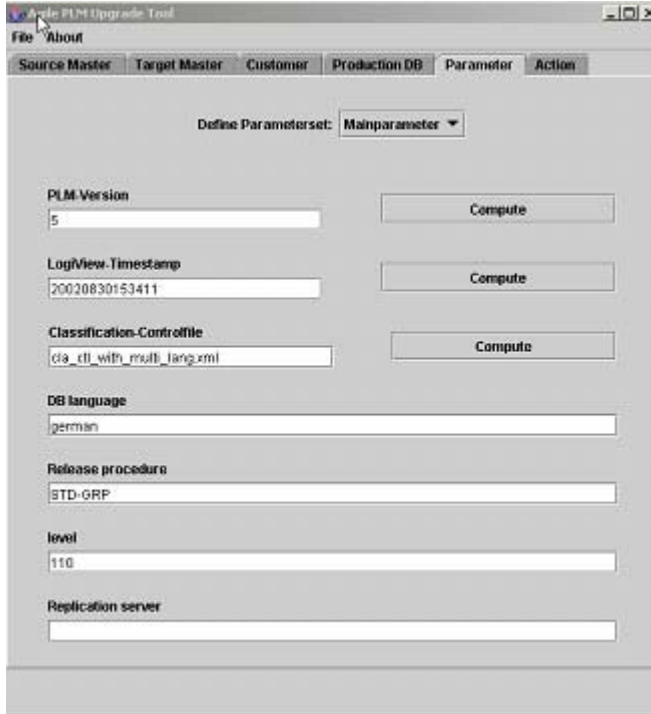 Agile PLM Upgrade Tool
File About
Source Master Target Master Customer Production DB Parameter Action
Define Parameterset: Mainparameter
PLM-Version
5 Compute
LogiView-Timestamp
20020830153411 Compute
Classification-Controlfile
cla_ctl_with_multi_lang.xml Compute
DB language
german
Release procedure
STD-GRP
level
110
Replication server